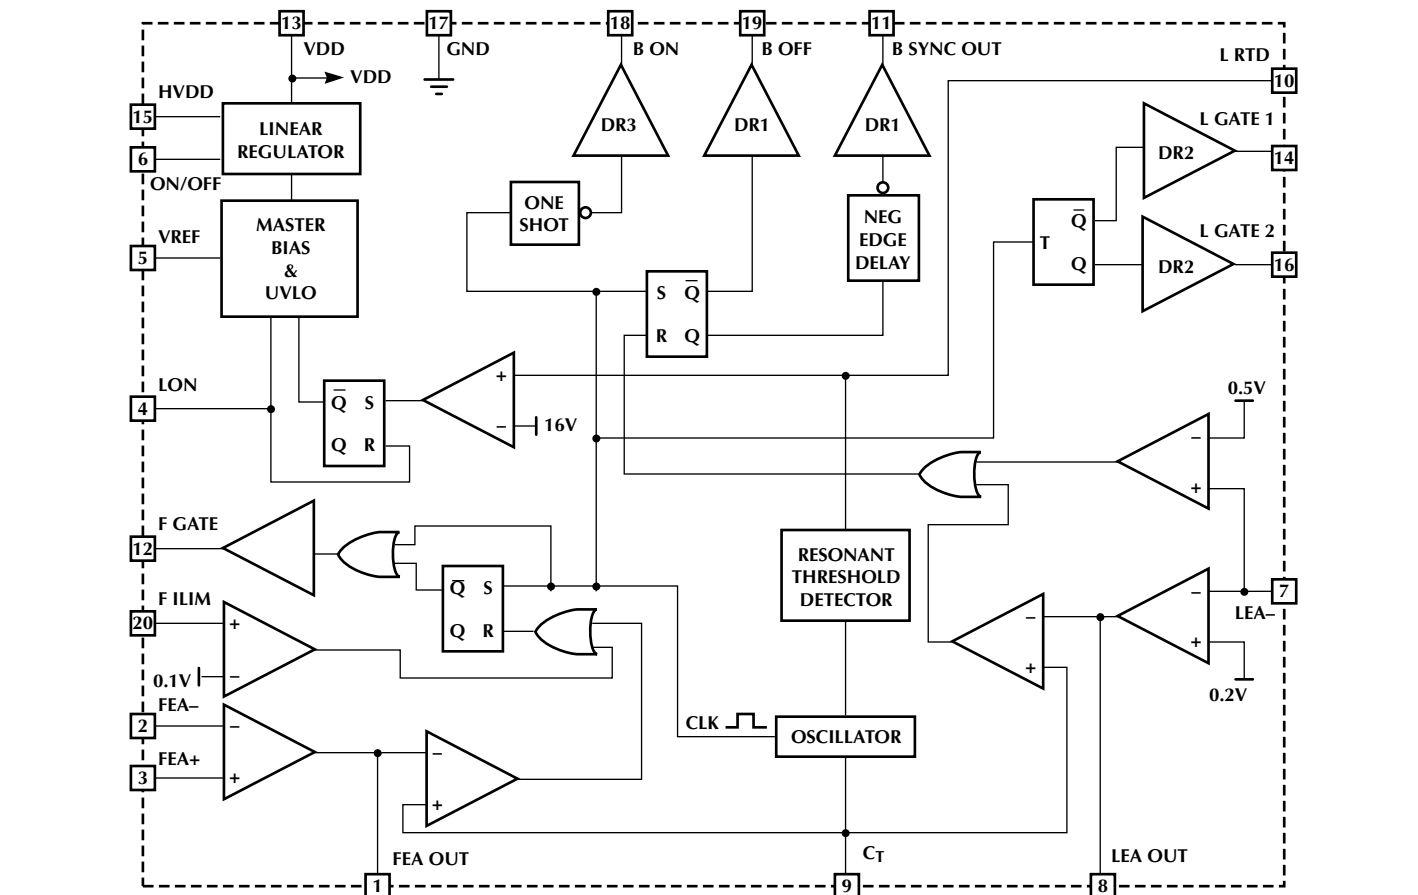 13
17
18
19
11
VDD
GND
B ON
B OFF
B SYNC OUT
L RTD
10
VDD
HVDD
15
LINEAR
REGULATOR
6
ON/OFF
DR3
DR1
DR1
L GATE 1
DR2
14
ONE
SHOT
NEG
EDGE
DELAY
MASTER
BIAS
&
UVLO
VREF
5
T
Q̅
Q
L GATE 2
DR2
16
S Q̅
R Q
LON
4
Q̅ S
Q R
+
−
16V
0.5V
−
+
F GATE
12
F ILIM
20
+
−
0.1V
Q̅ S
Q R
RESONANT
THRESHOLD
DETECTOR
−
+
−
+
7
LEA−
0.2V
FEA−
2
−
FEA+
3
+
−
+
CLK
OSCILLATOR
FEA OUT
1
CT
9
LEA OUT
8